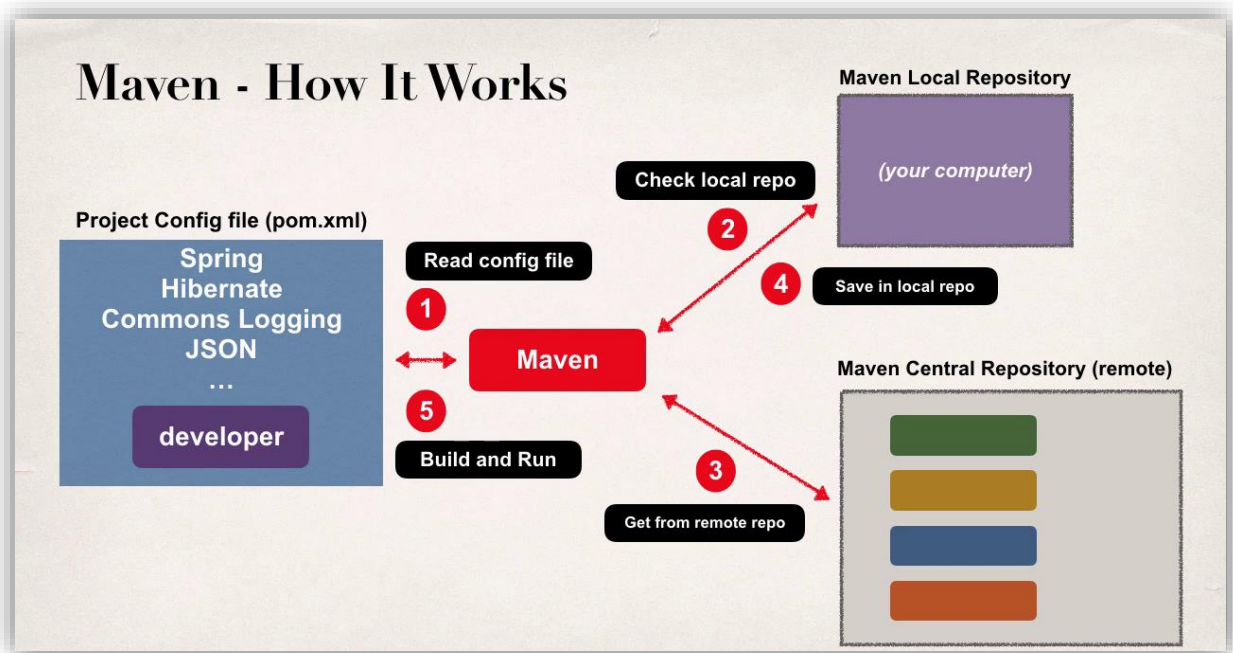 Maven - How It Works
Project Config file (pom.xml)
Spring
Hibernate
Commons Logging
JSON
...
developer
Read config file
1
Maven
5
Build and Run
Check local repo
2
4
Save in local repo
3
Get from remote repo
Maven Local Repository
(your computer)
Maven Central Repository (remote)